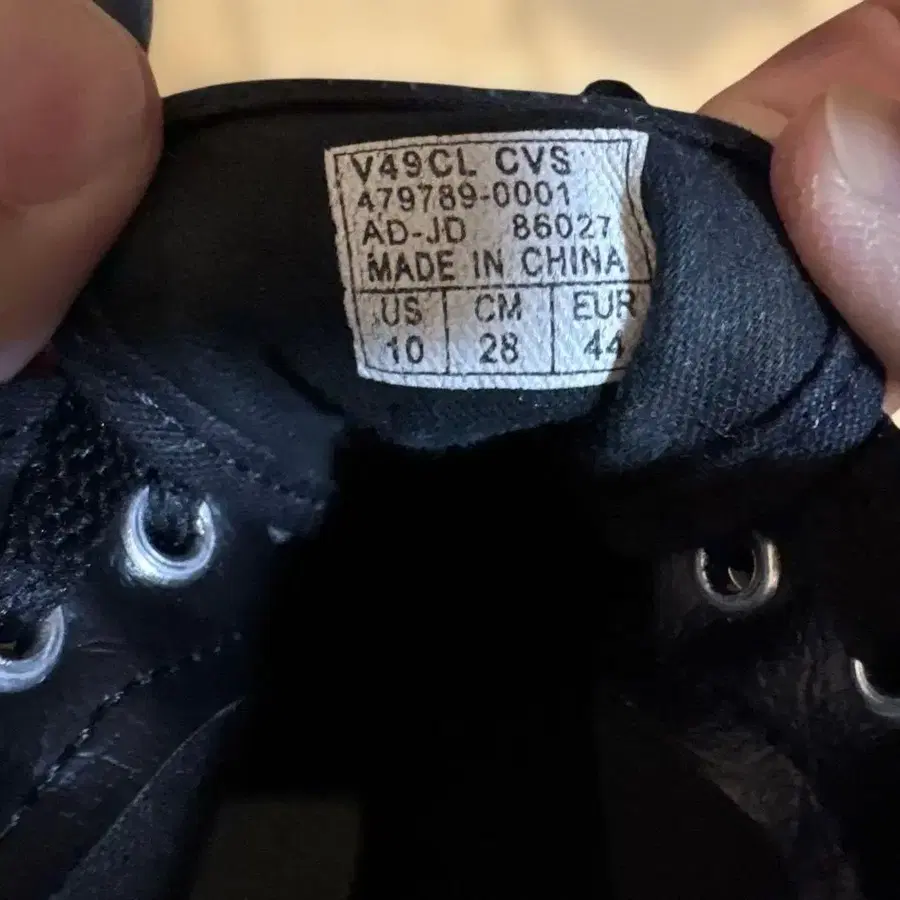 V49CL CVS
479789-0001
AD-JD 86027
MADE IN CHINA
US CM EUR
10 28 44